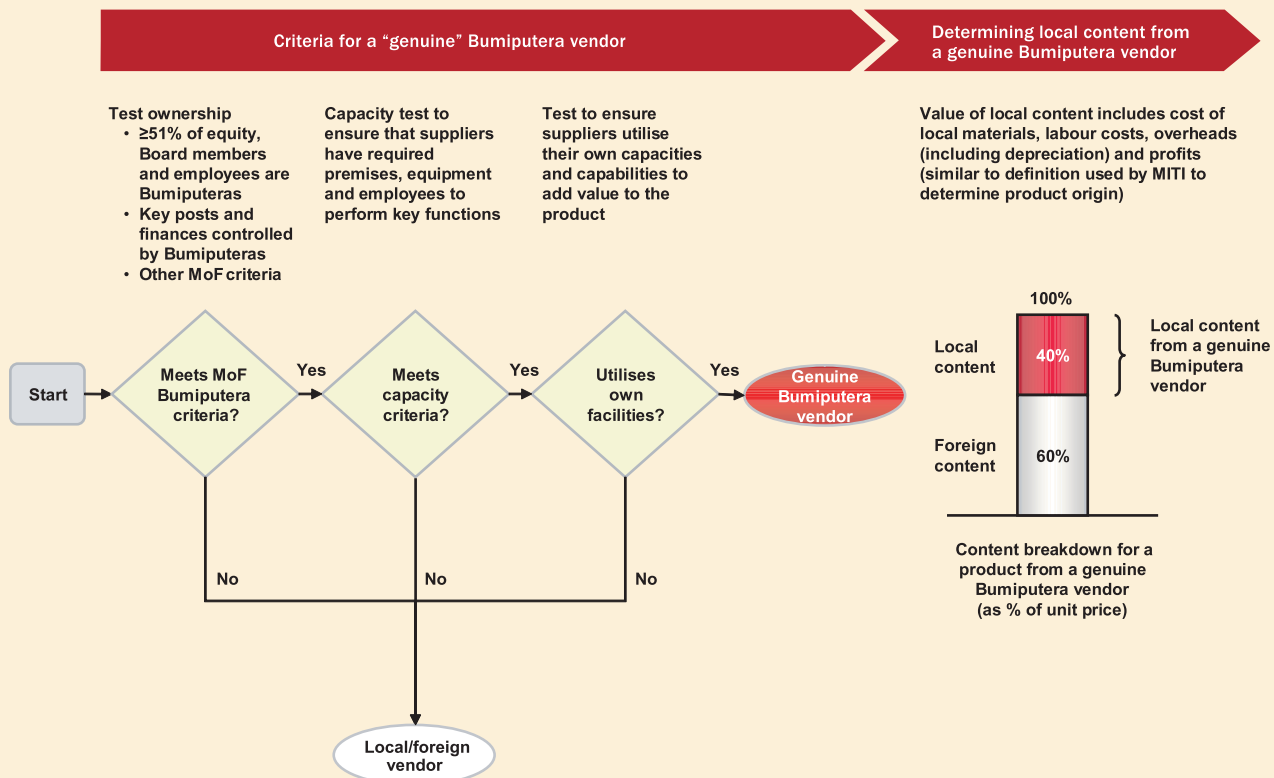 Criteria for a “genuine” Bumiputera vendor
Determining local content from
a genuine Bumiputera vendor
Test ownership
• ≥51% of equity,
Board members
and employees are
Bumiputeras
• Key posts and
finances controlled
by Bumiputeras
• Other MoF criteria
Capacity test to
ensure that suppliers
have required
premises, equipment
and employees to
perform key functions
Test to ensure
suppliers utilise
their own capacities
and capabilities to
add value to the
product
Value of local content includes cost of
local materials, labour costs, overheads
(including depreciation) and profits
(similar to definition used by MITI to
determine product origin)
Start
Meets MoF
Bumiputera
criteria?
Yes
Meets
capacity
criteria?
Yes
Utilises
own
facilities?
Yes
Genuine
Bumiputera
vendor
No
No
No
Local/foreign
vendor
100%
Local
content
40%
Local content
from a genuine
Bumiputera
vendor
Foreign
content
60%
Content breakdown for a
product from a genuine
Bumiputera vendor
(as % of unit price)